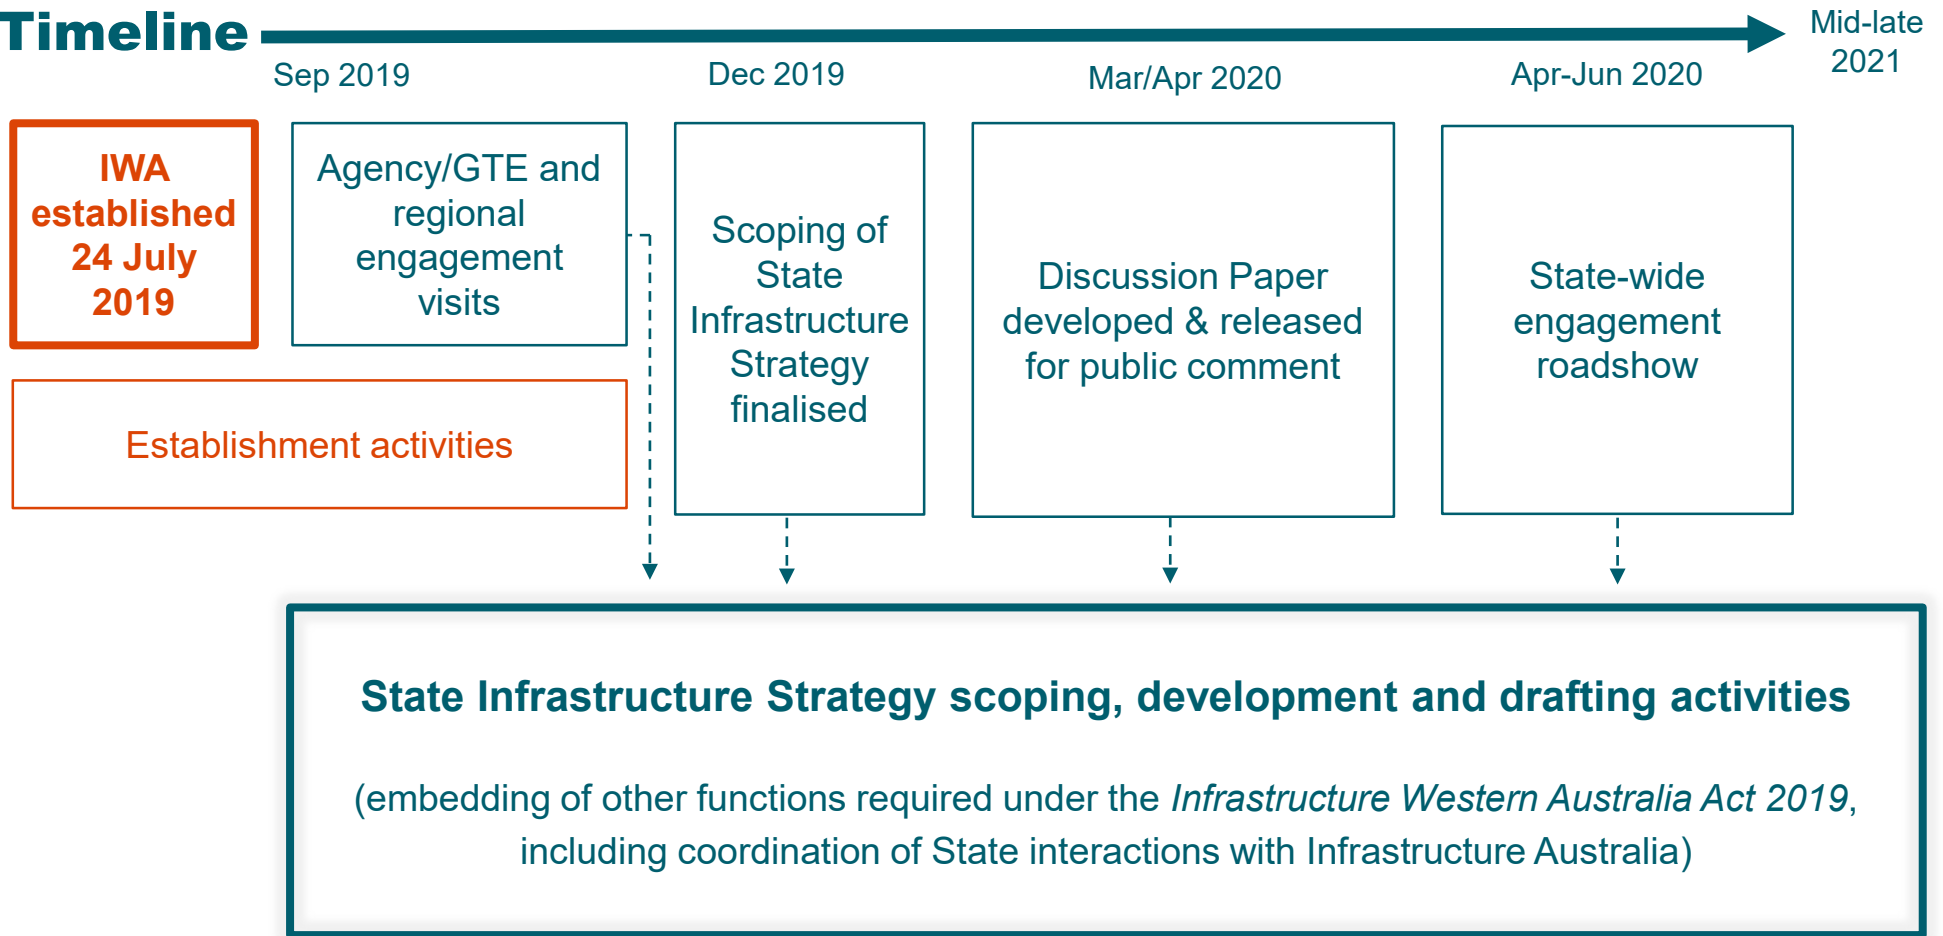 Timeline
Mid-late
2021
Sep 2019
Dec 2019
Mar/Apr 2020
Apr-Jun 2020
IWA
established
24 July
2019
Agency/GTE and
regional
engagement
visits
Scoping of
State
Infrastructure
Strategy
finalised
Discussion Paper
developed & released
for public comment
State-wide
engagement
roadshow
Establishment activities
State Infrastructure Strategy scoping, development and drafting activities
(embedding of other functions required under the Infrastructure Western Australia Act 2019,
including coordination of State interactions with Infrastructure Australia)